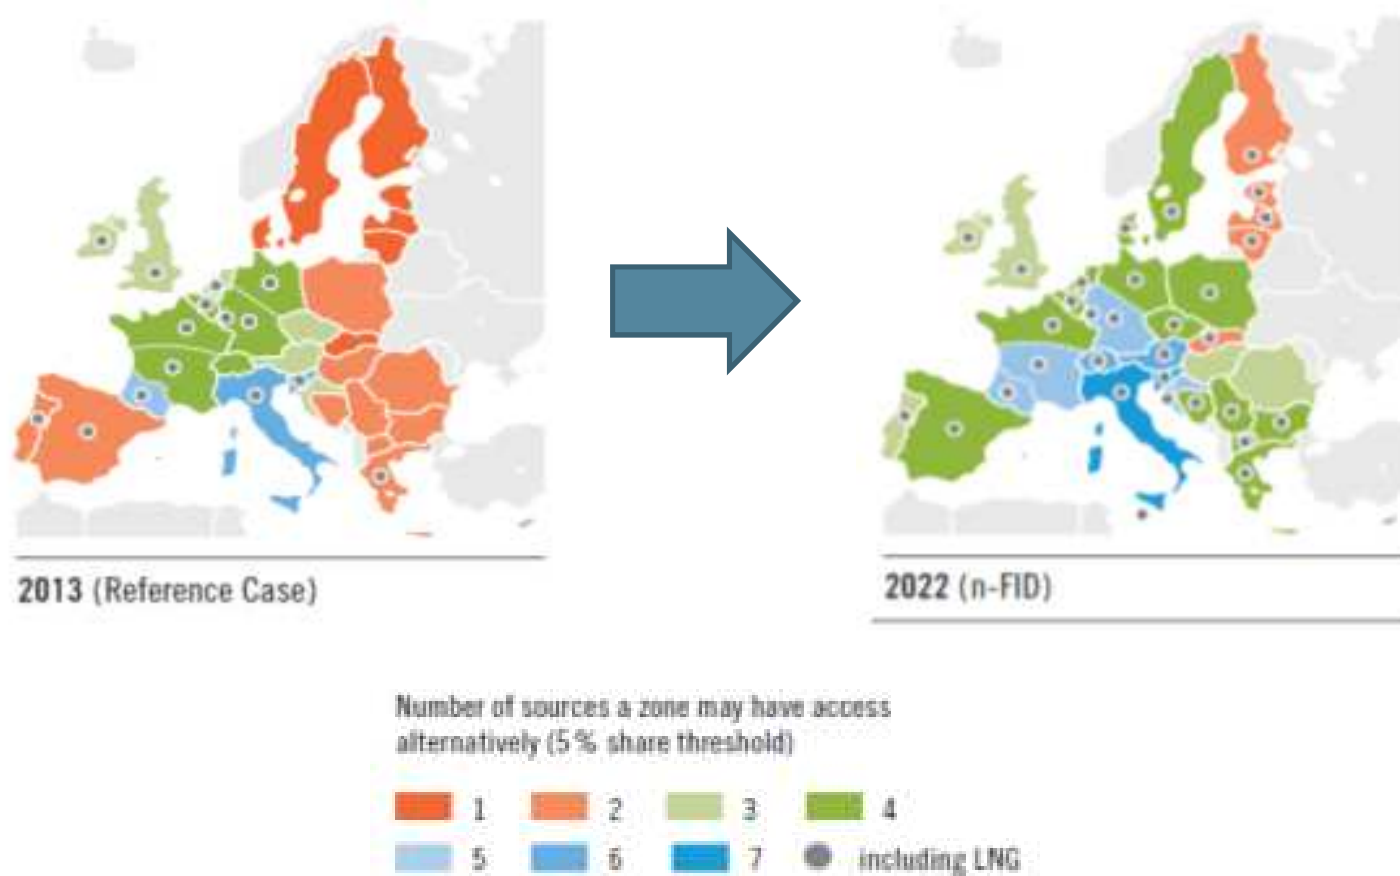 2013 (Reference Case)
2022 (n-FID)
Number of sources a zone may have access
alternatively (5 % share threshold)
1 2 3 4
5 6 7 including LNG